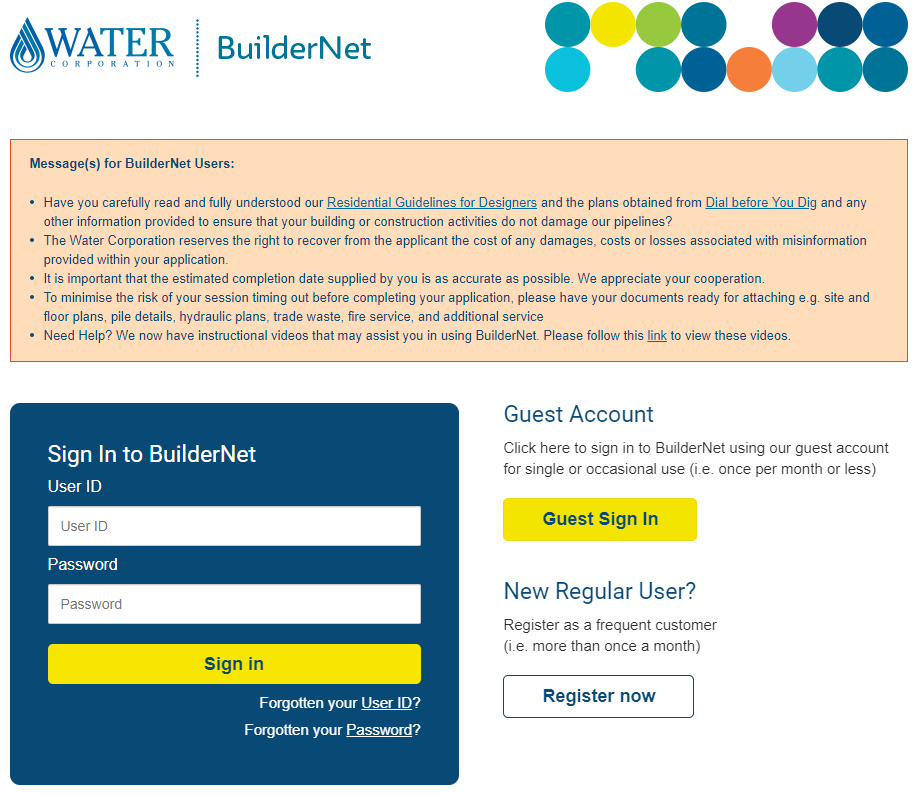 WATER
CORPORATION
BuilderNet
Message(s) for BuilderNet Users:
• Have you carefully read and fully understood our Residential Guidelines for Designers and the plans obtained from Dial before You Dig and any
other information provided to ensure that your building or construction activities do not damage our pipelines?
• The Water Corporation reserves the right to recover from the applicant the cost of any damages, costs or losses associated with misinformation
provided within your application.
• It is important that the estimated completion date supplied by you is as accurate as possible. We appreciate your cooperation.
• To minimise the risk of your session timing out before completing your application, please have your documents ready for attaching e.g. site and
floor plans, pile details, hydraulic plans, trade waste, fire service, and additional service
• Need Help? We now have instructional videos that may assist you in using BuilderNet. Please follow this link to view these videos.
Sign In to BuilderNet
User ID
User ID
Password
Password
Sign in
Forgotten your User ID?
Forgotten your Password?
Guest Account
Click here to sign in to BuilderNet using our guest account
for single or occasional use (i.e. once per month or less)
Guest Sign In
New Regular User?
Register as a frequent customer
(i.e. more than once a month)
Register now